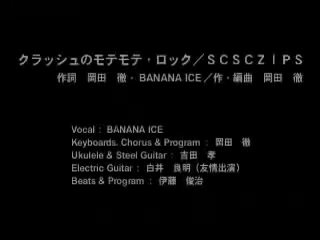 クラッシュのモテモテ・ロック／ＳＣＳＣＺＩＰＳ
作詞　岡田　徹・BANANA ICE／作・編曲　岡田　徹
Vocal : BANANA ICE
Keyboards. Chorus & Program : 岡田　徹
Ukulele & Steel Guitar : 吉田　孝
Electric Guitar : 白井　良明（友情出演）
Beats & Program : 伊藤　俊治